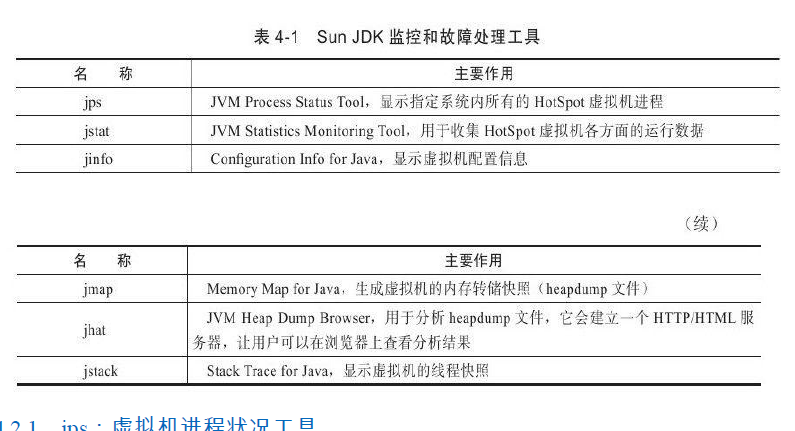 表 4-1 Sun JDK 监控和故障处理工具
名 称 主要作用
jps JVM Process Status Tool，显示指定系统内所有的 HotSpot 虚拟机进程
jstat JVM Statistics Monitoring Tool，用于收集 HotSpot 虚拟机各方面的运行数据
jinfo Configuration Info for Java，显示虚拟机配置信息
（续）
名 称 主要作用
jmap Memory Map for Java，生成虚拟机的内存转储快照（heapdump 文件）
jhat JVM Heap Dump Browser，用于分析 heapdump 文件，它会建立一个 HTTP/HTML 服
务器，让用户可以在浏览器上查看分析结果
jstack Stack Trace for Java，显示虚拟机的线程快照
.2.1 jps：虚拟机进程状况工具